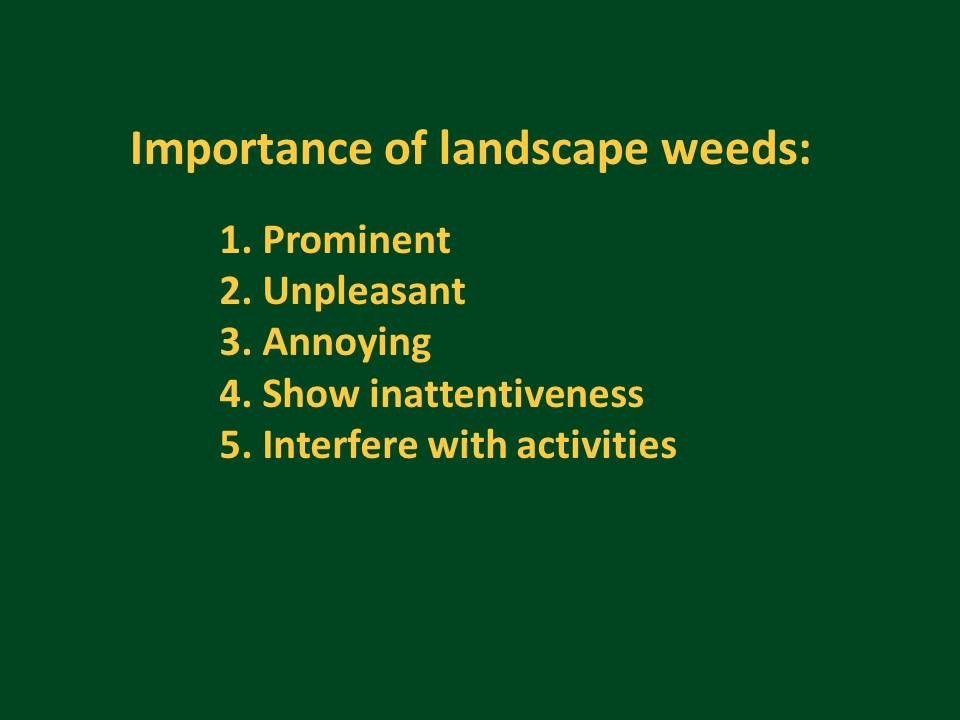 Importance of landscape weeds:
1. Prominent
2. Unpleasant
3. Annoying
4. Show inattentiveness
5. Interfere with activities